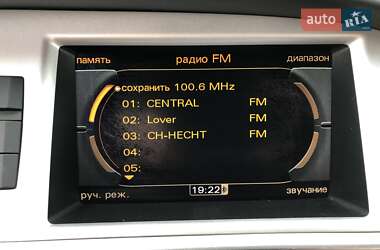 auto RIA
память радио FM диапазон
сохранить 100.6 MHz
01: CENTRAL FM
02: Lover FM
03: CH-HECHT FM
04:
05:
руч. реж. 19:22 звучание